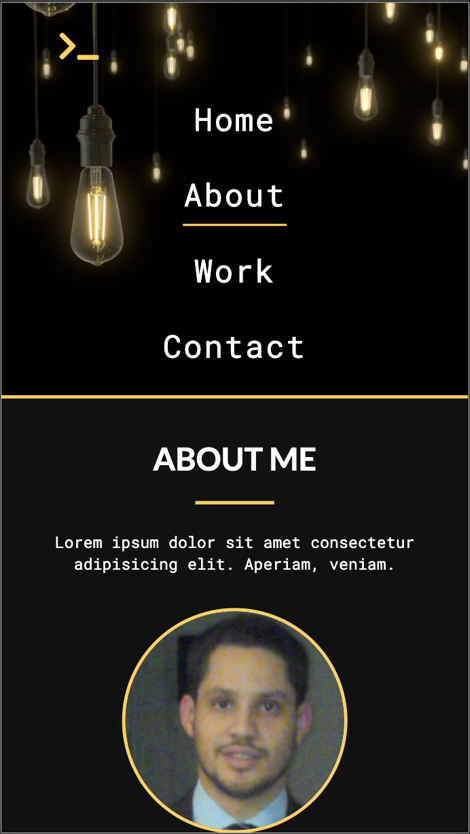 >_
Home
About
Work
Contact
ABOUT ME
Lorem ipsum dolor sit amet consectetur
adipisicing elit. Aperiam, veniam.